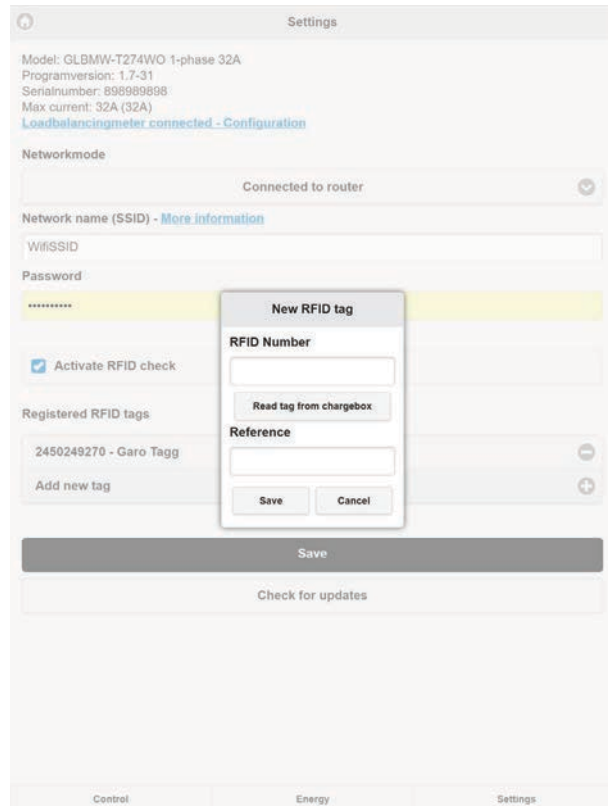 Settings
Model: GLBMW-T274WO 1-phase 32A
Programversion: 1.7-31
Serialnumber: 898989898
Max current: 32A (32A)
Loadbalancingmeter connected - Configuration
Networkmode
Connected to router
Network name (SSID) - More information
WifiSSID
Password
••••••••••
New RFID tag
RFID Number
Read tag from chargebox
Reference
Save Cancel
Activate RFID check
Registered RFID tags
2450249270 - Garo Tagg
Add new tag
Save
Check for updates
Control Energy Settings